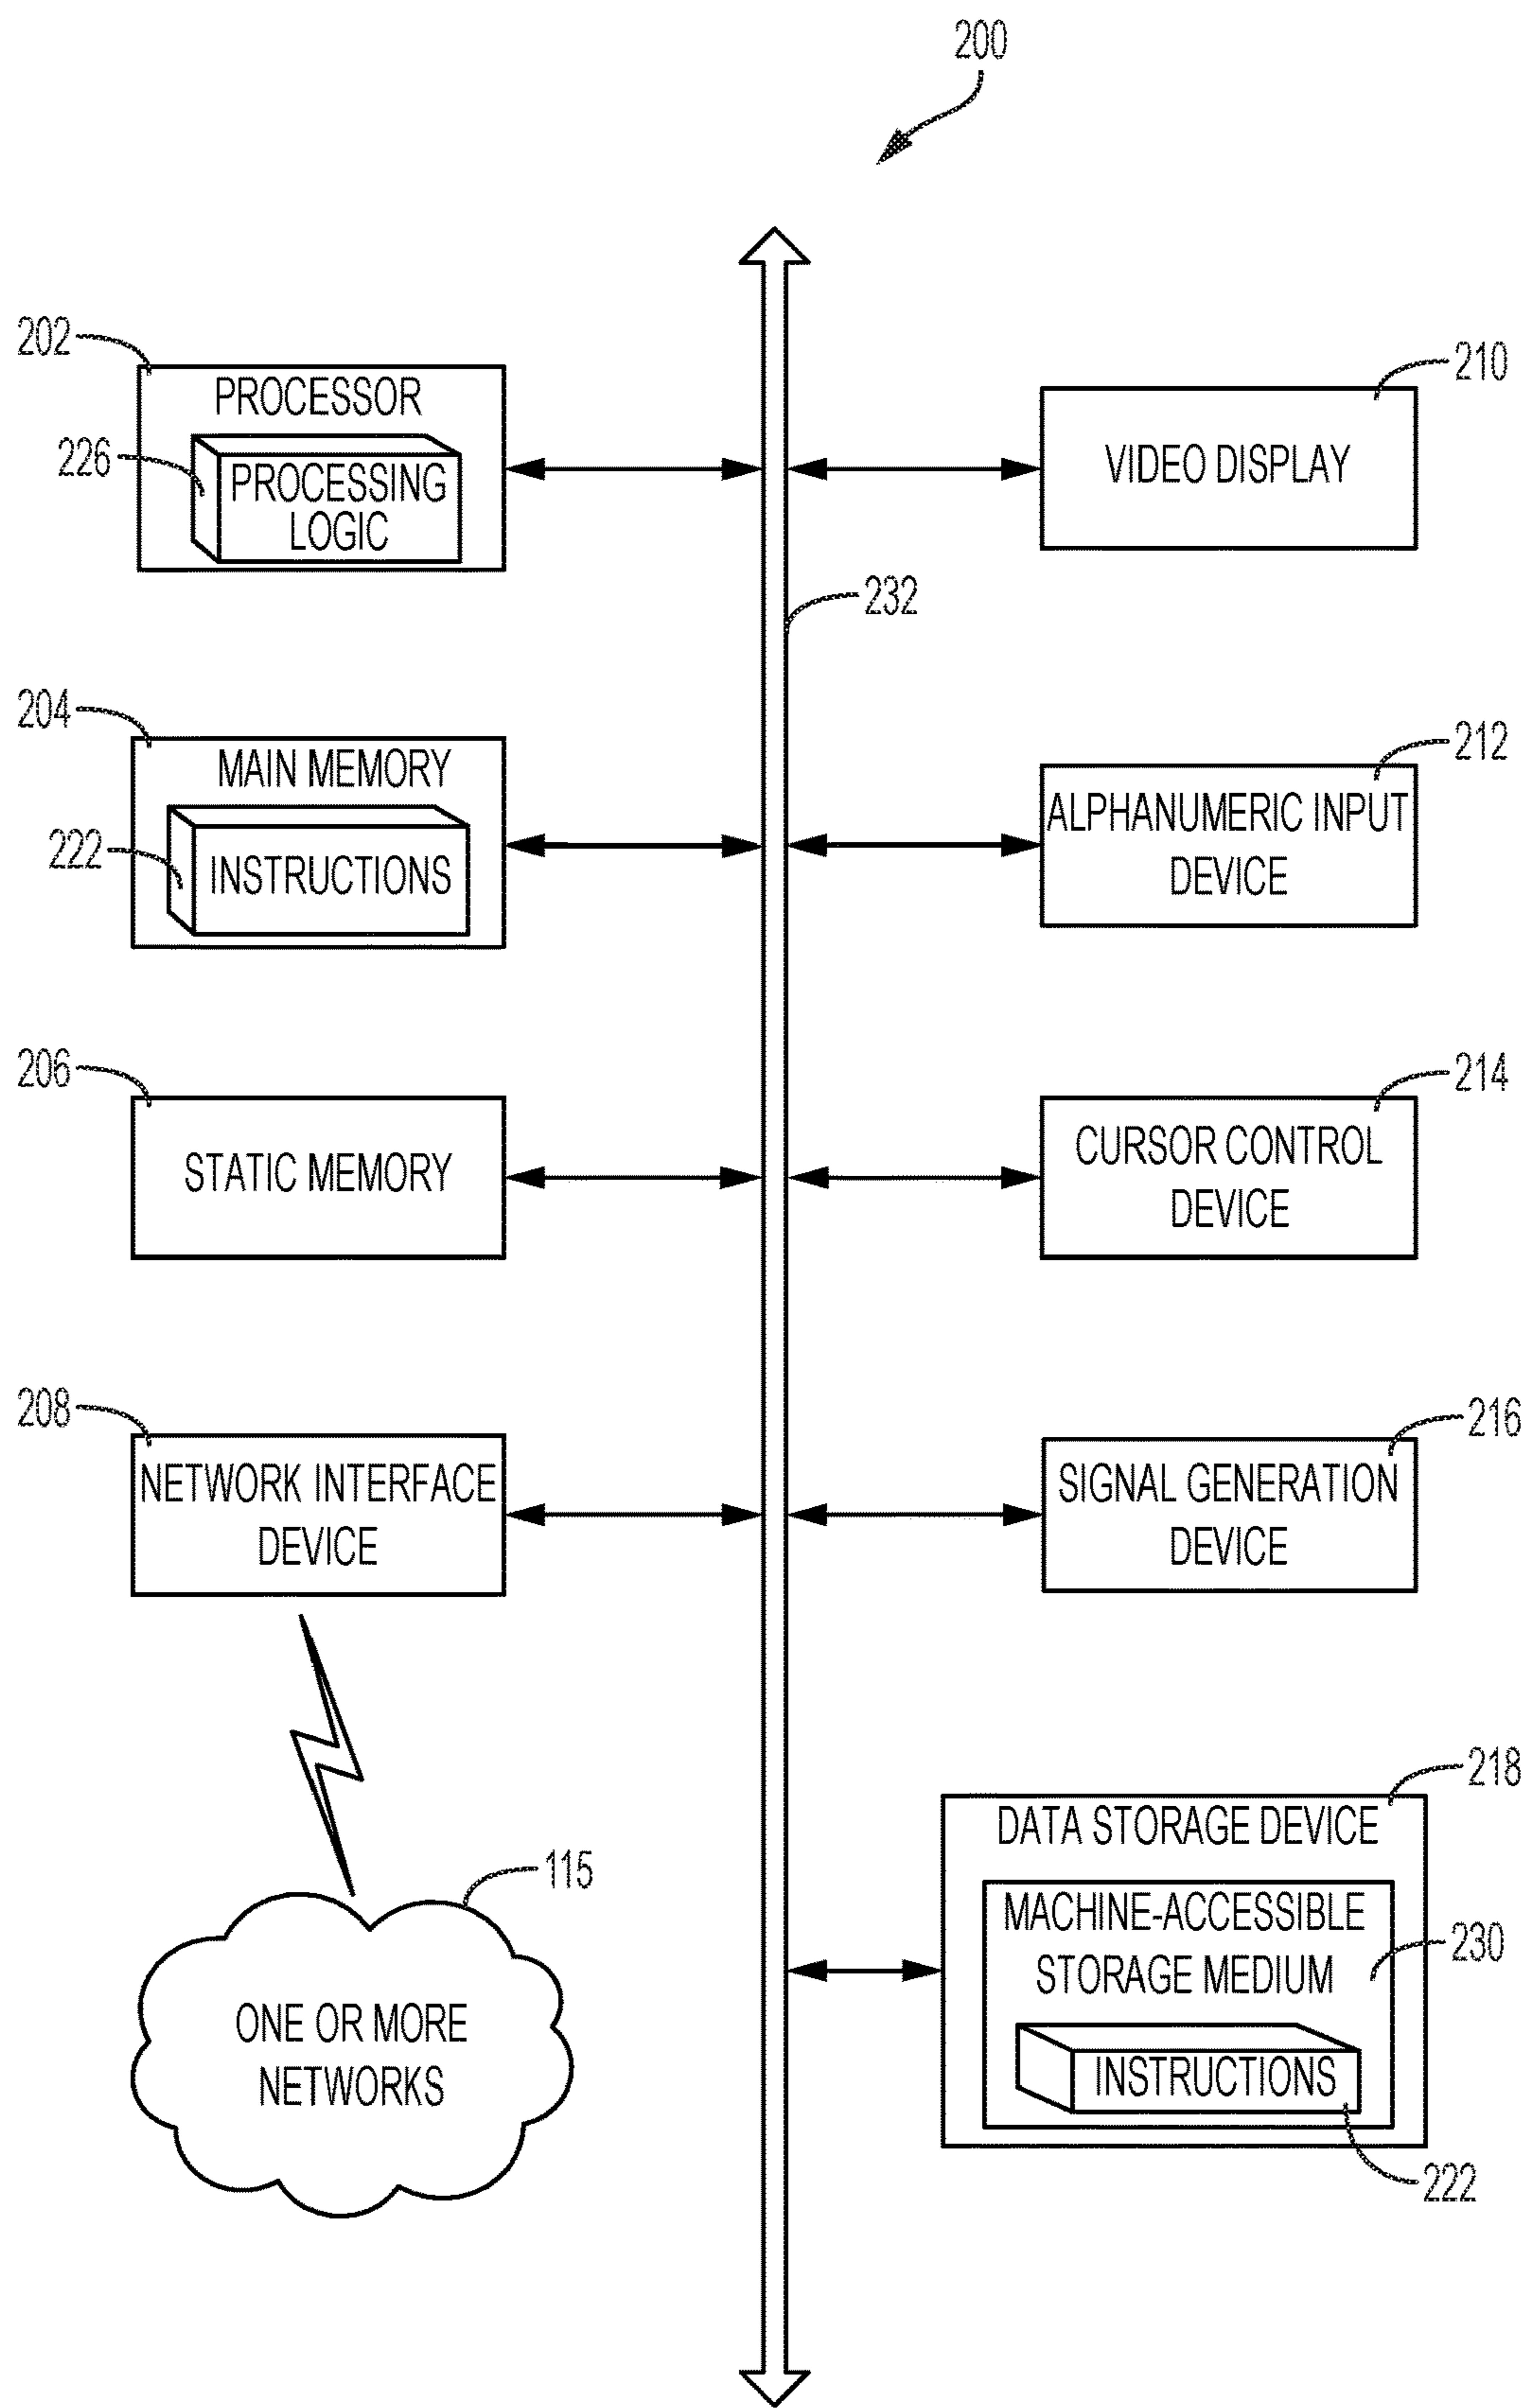 200
202
PROCESSOR
226
PROCESSING
LOGIC
210
VIDEO DISPLAY
232
204
MAIN MEMORY
222
INSTRUCTIONS
212
ALPHANUMERIC INPUT
DEVICE
206
STATIC MEMORY
214
CURSOR CONTROL
DEVICE
208
NETWORK INTERFACE
DEVICE
216
SIGNAL GENERATION
DEVICE
115
ONE OR MORE
NETWORKS
218
DATA STORAGE DEVICE
MACHINE-ACCESSIBLE
STORAGE MEDIUM
230
INSTRUCTIONS
222